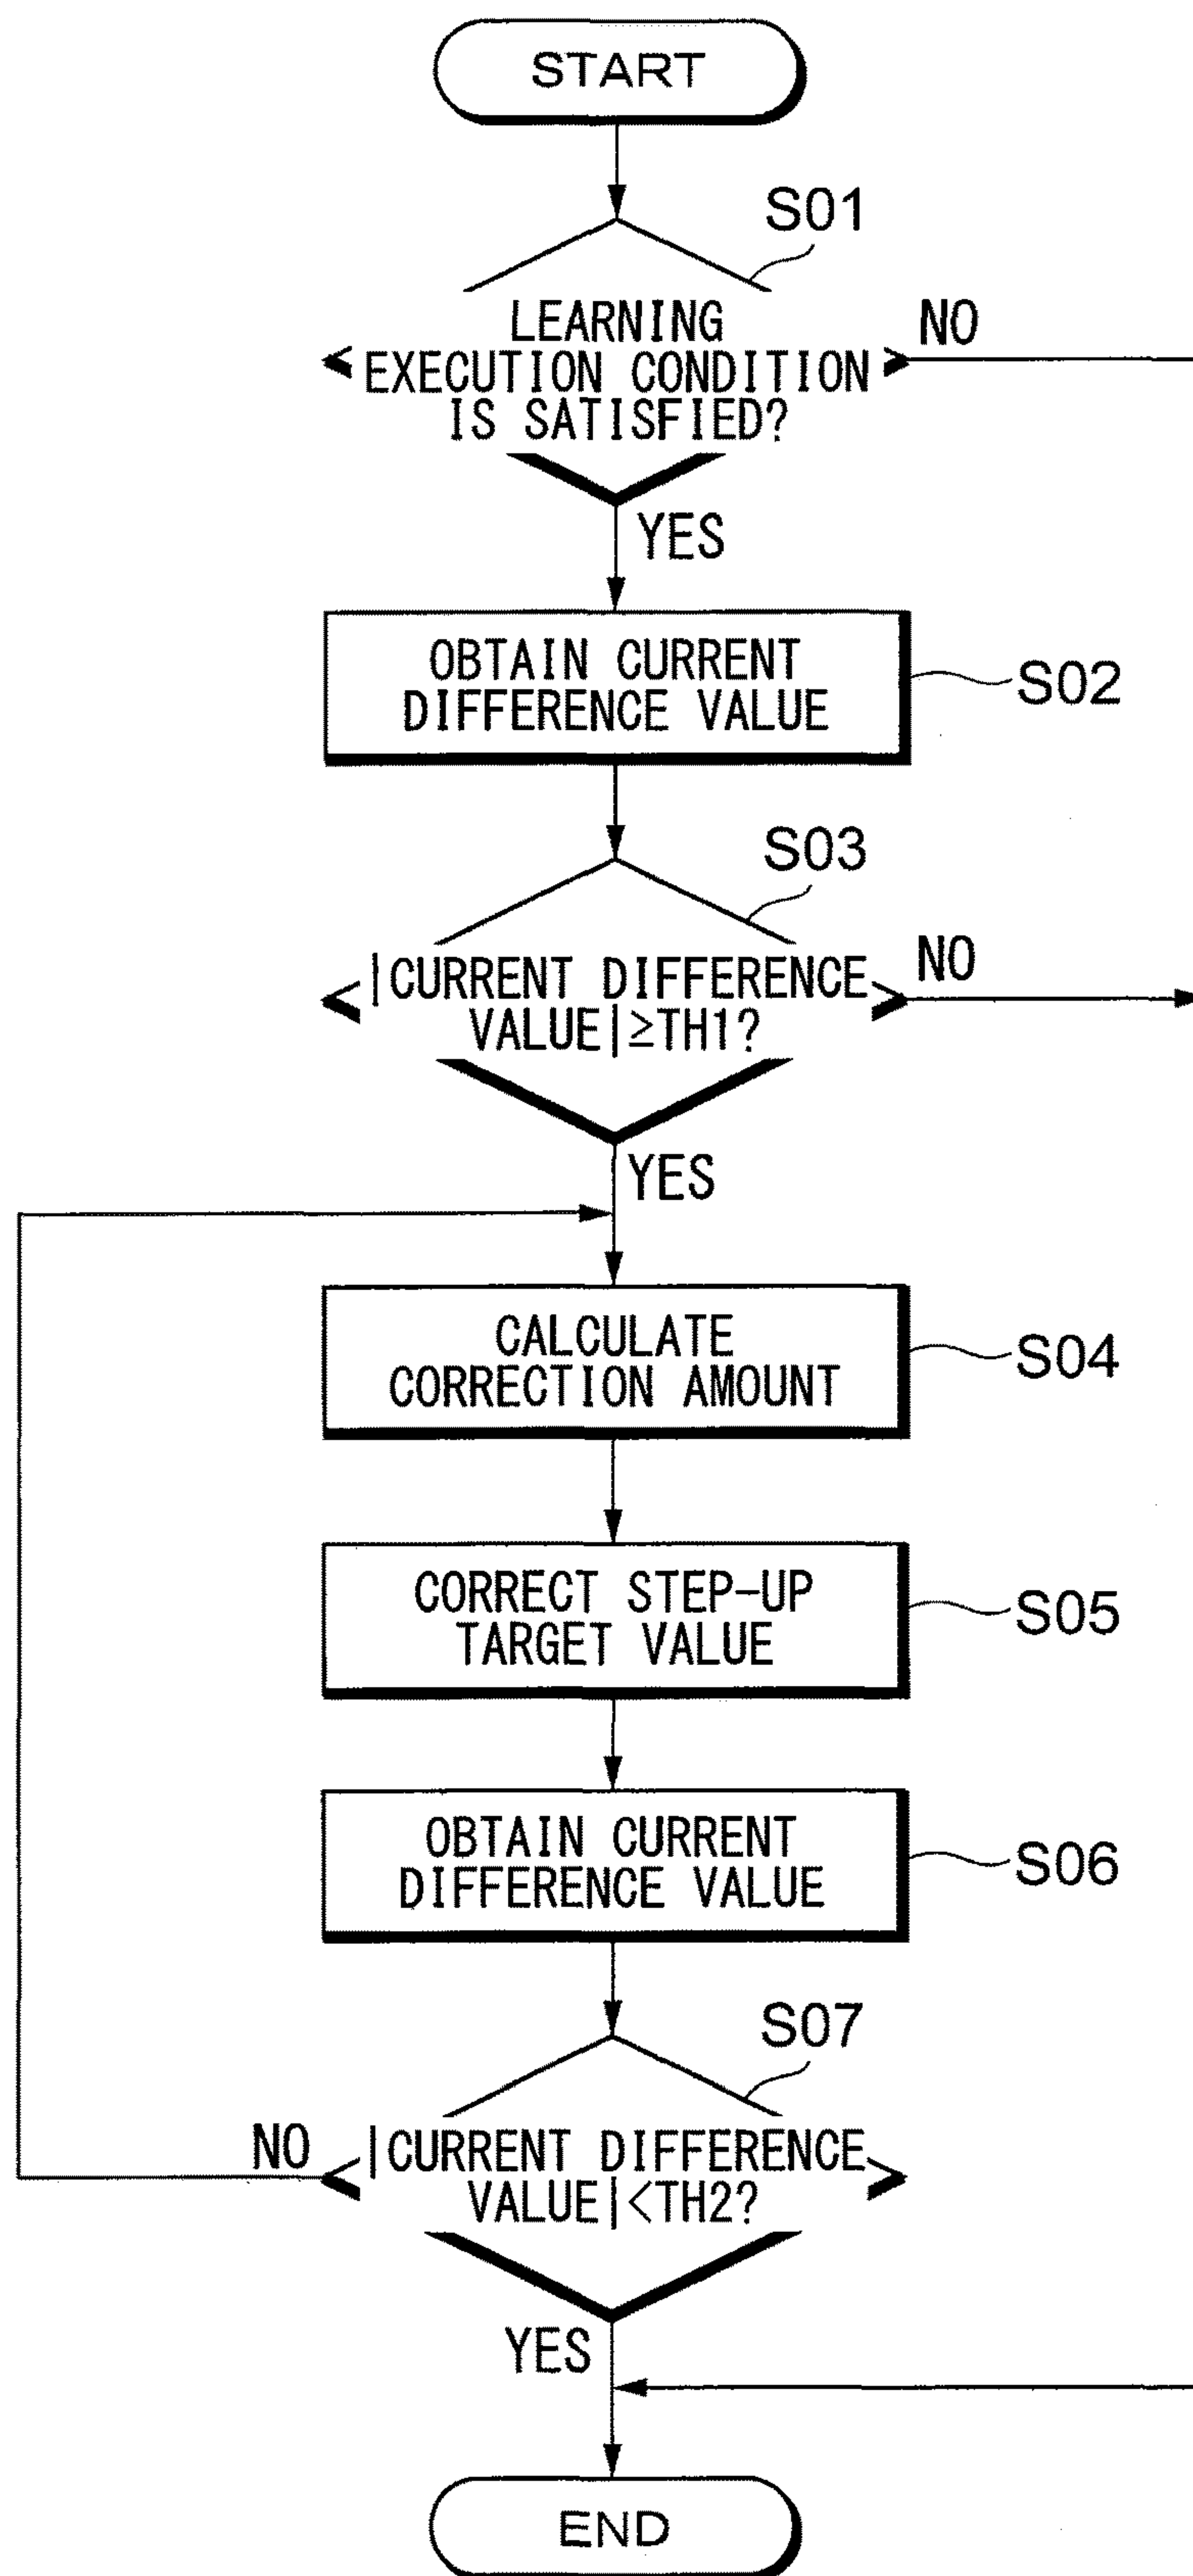 START
S01
LEARNING
EXECUTION CONDITION
IS SATISFIED?
NO
YES
OBTAIN CURRENT
DIFFERENCE VALUE
S02
S03
|CURRENT DIFFERENCE
VALUE|≥TH1?
NO
YES
CALCULATE
CORRECTION AMOUNT
S04
CORRECT STEP-UP
TARGET VALUE
S05
OBTAIN CURRENT
DIFFERENCE VALUE
S06
S07
NO
|CURRENT DIFFERENCE
VALUE|<TH2?
YES
END